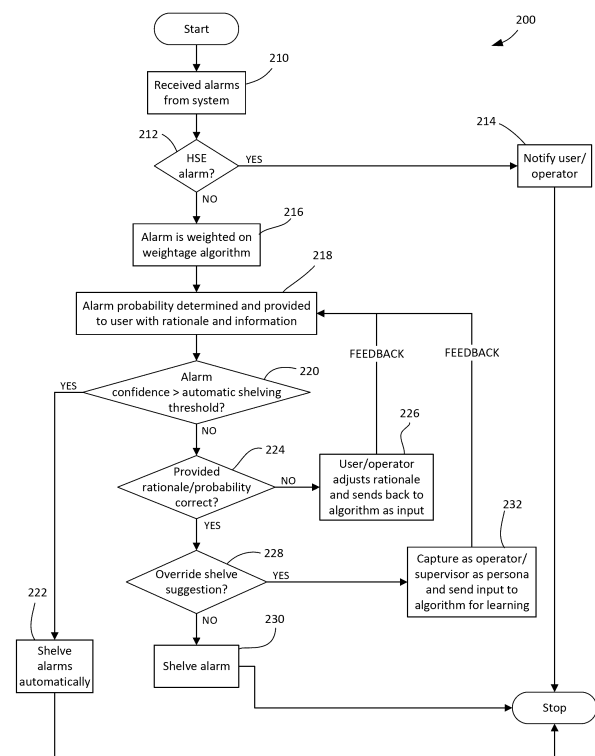 Start
200
210
Received alarms
from system
212
HSE
alarm?
YES
214
Notify user/
operator
NO
216
Alarm is weighted on
weightage algorithm
218
Alarm probability determined and provided
to user with rationale and information
FEEDBACK
FEEDBACK
220
Alarm
confidence > automatic shelving
threshold?
YES
NO
224
Provided
rationale/probability
correct?
NO
226
User/operator
adjusts rationale
and sends back to
algorithm as input
YES
228
Override shelve
suggestion?
YES
232
Capture as operator/
supervisor as persona
and send input to
algorithm for learning
NO
222
Shelve
alarms
automatically
230
Shelve alarm
Stop